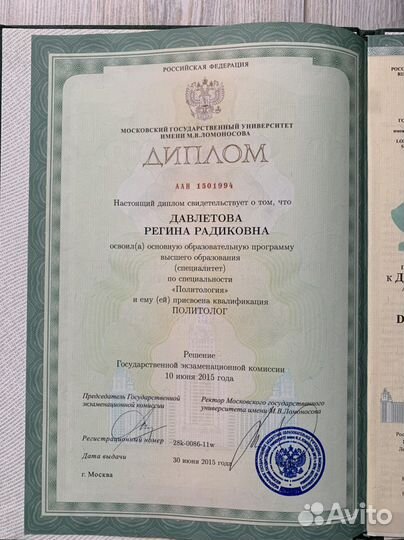 РОССИЙСКАЯ ФЕДЕРАЦИЯ
МОСКОВСКИЙ ГОСУДАРСТВЕННЫЙ УНИВЕРСИТЕТ
ИМЕНИ М.В.ЛОМОНОСОВА
ДИПЛОМ
ААН 1501994
Настоящий диплом свидетельствует о том, что
ДАВЛЕТОВА
РЕГИНА РАДИКОВНА
освоил(а) основную образовательную программу
высшего образования
(специалитет)
по специальности
«Политология»
и ему (ей) присвоена квалификация
ПОЛИТОЛОГ
Решение
Государственной экзаменационной комиссии
10 июня 2015 года
Председатель Государственной
экзаменационной комиссии
Ректор Московского государственного
университета имени М.В.Ломоносова
Регистрационный номер 28k-0086-11w
Дата выдачи 30 июня 2015 года
г. Москва
Avito